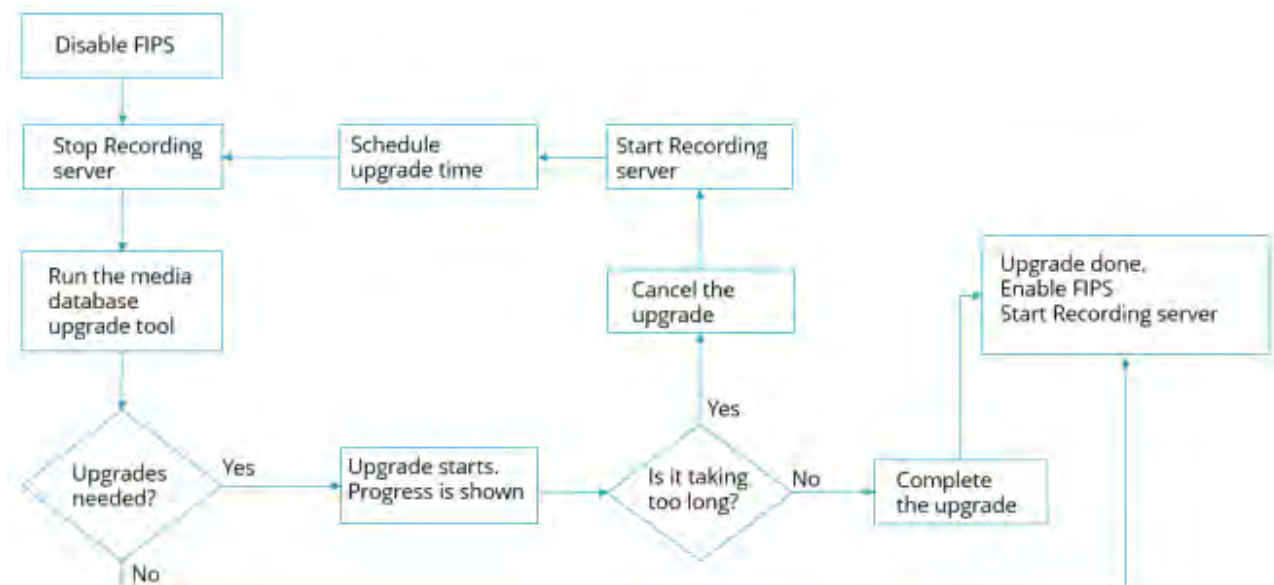 Disable FIPS
Stop Recording
server
Schedule
upgrade time
Start Recording
server
Run the media
database
upgrade tool
Cancel the
upgrade
Upgrade done.
Enable FIPS
Start Recording server
Yes
Upgrades
needed?
Yes
Upgrade starts.
Progress is shown
Is it taking
too long?
No
Complete
the upgrade
No